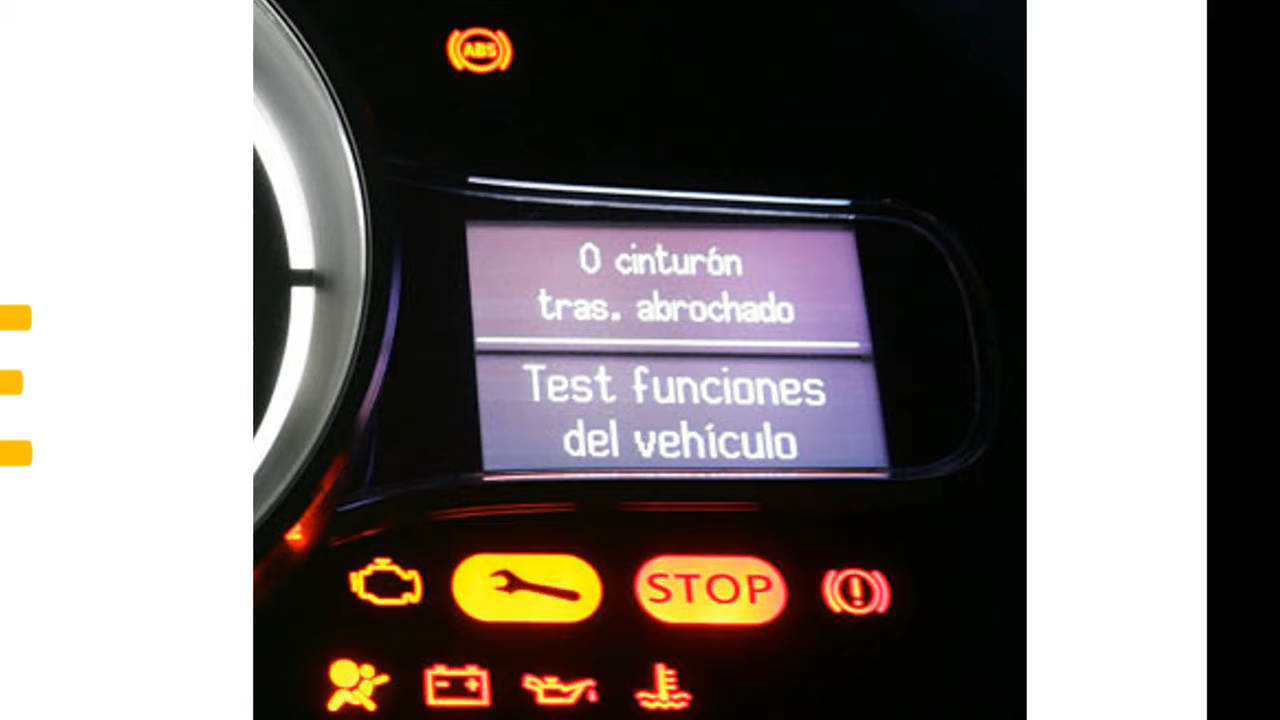 ABS
0 cinturón
tras. abrochado
Test funciones
del vehículo
STOP